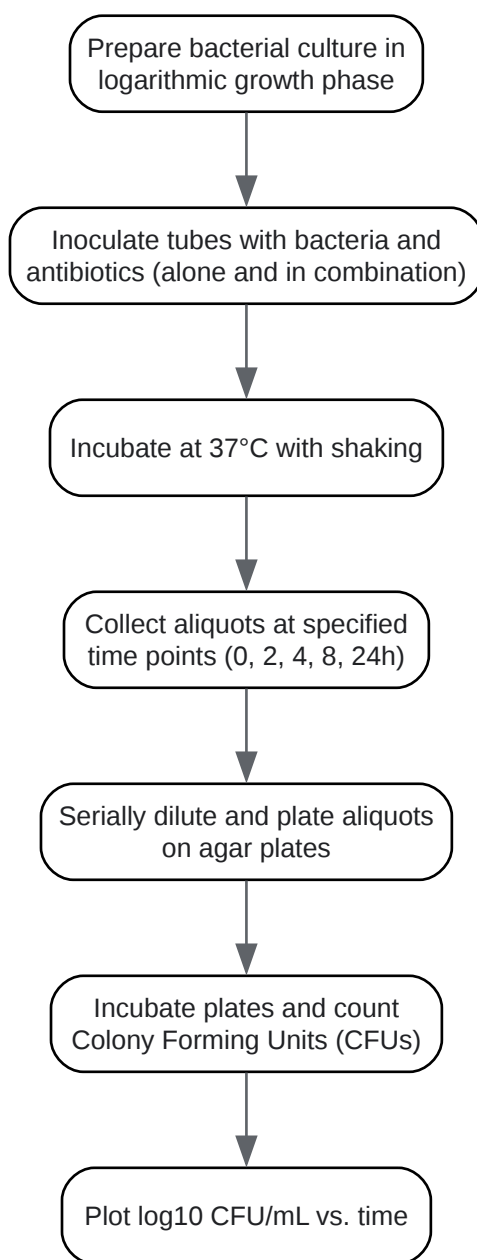 Prepare bacterial culture in
logarithmic growth phase
Inoculate tubes with bacteria and
antibiotics (alone and in combination)
Incubate at 37°C with shaking
Collect aliquots at specified
time points (0, 2, 4, 8, 24h)
Serially dilute and plate aliquots
on agar plates
Incubate plates and count
Colony Forming Units (CFUs)
Plot log10 CFU/mL vs. time